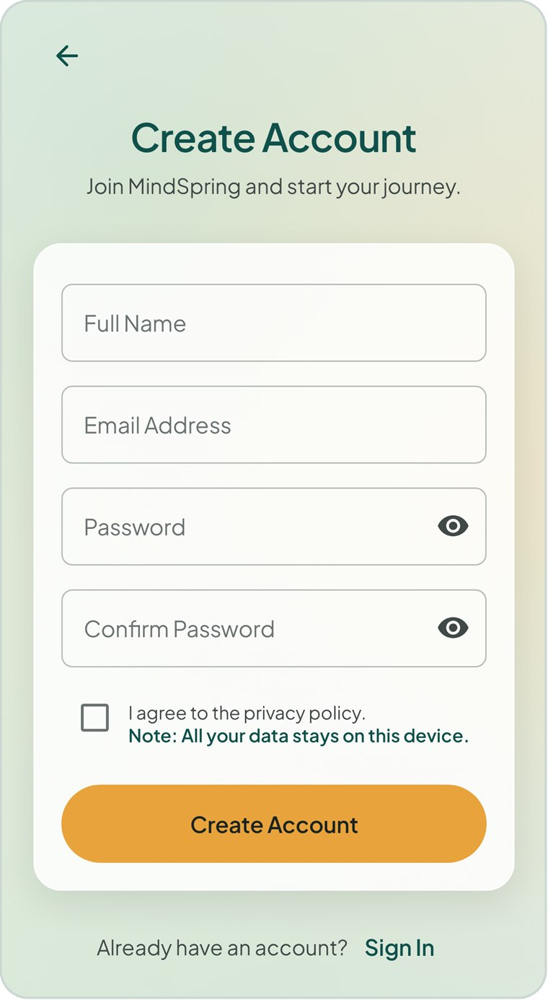 Create Account
Join MindSpring and start your journey.
Full Name
Email Address
Password
Confirm Password
I agree to the privacy policy.
Note: All your data stays on this device.
Create Account
Already have an account? Sign In